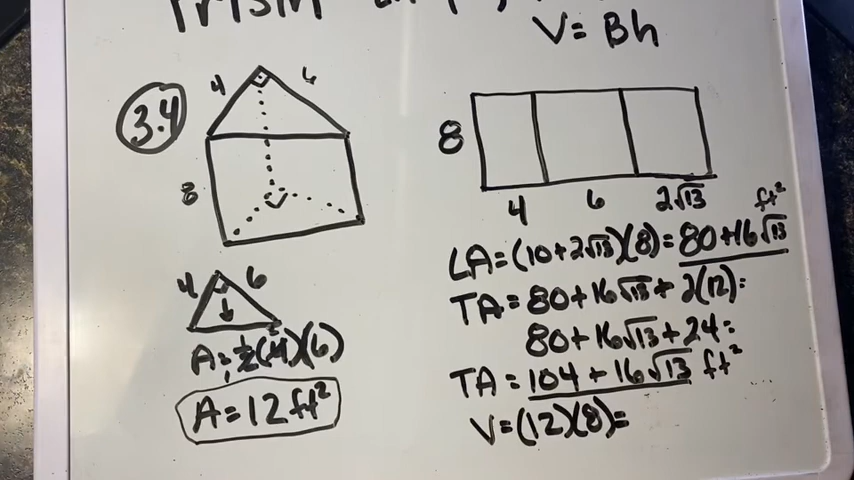 Prism
V = Bh
3.4
4
6
8
8
4
6
2√13
ft²
LA = (10+2√13)(8) = 80+16√13
TA = 80+16√13 + 2(12) =
80+16√13+24 =
TA = 104 + 16√13 ft²
V = (12)(8) =
4
6
A = ½(4)(6)
A = 12 ft²